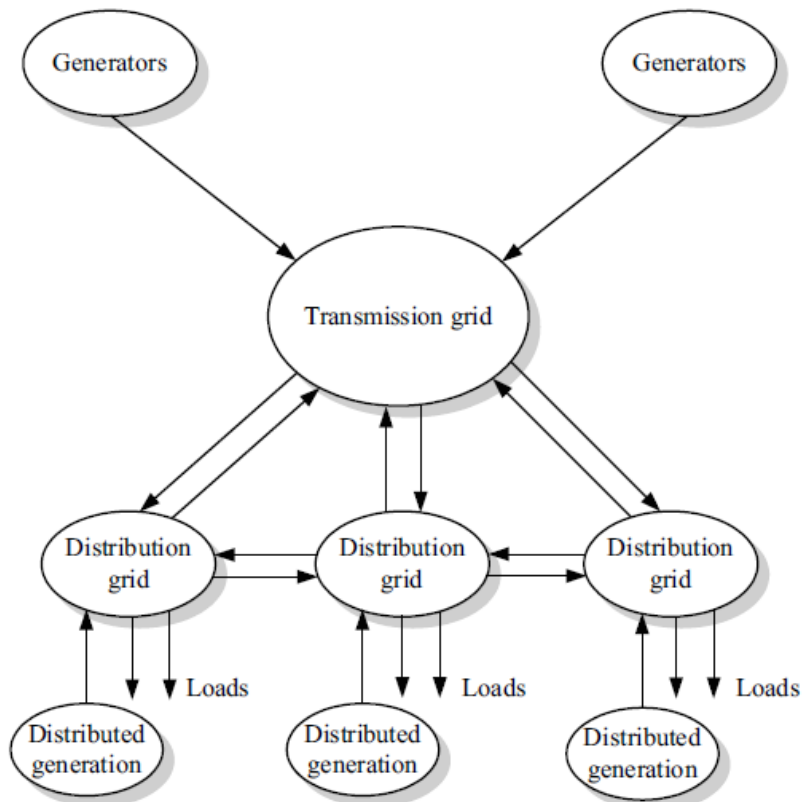 Generators
Generators
Transmission grid
Distribution
grid
Distribution
grid
Distribution
grid
Loads
Loads
Loads
Distributed
generation
Distributed
generation
Distributed
generation